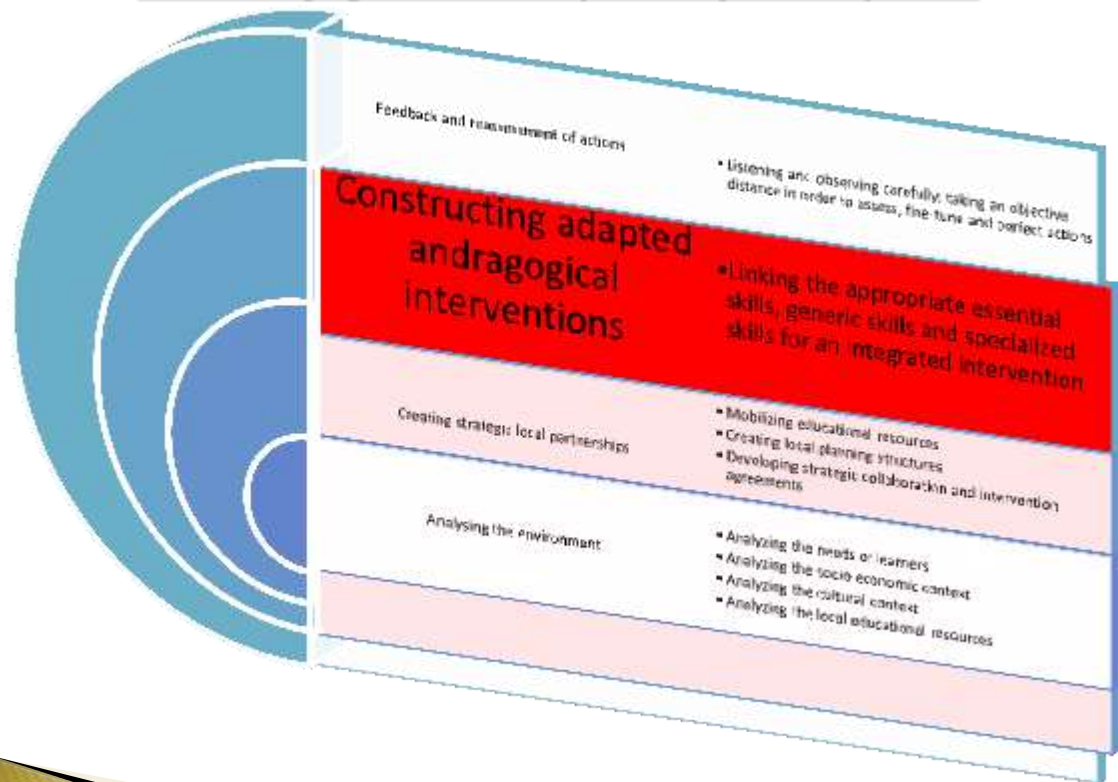 Feedback and reassessment of actions
• Listening and observing carefully; taking an objective
distance in order to assess, fine-tune and perfect actions
Constructing adapted
andragogical
interventions
•Linking the appropriate essential
skills, generic skills and specialized
skills for an integrated intervention
Creating strategic local partnerships
• Mobilizing educational resources
• Creating local planning structures
• Developing strategic collaboration and intervention
agreements
Analysing the environment
• Analyzing the needs of learners
• Analyzing the socio economic context
• Analyzing the cultural context
• Analyzing the local educational resources